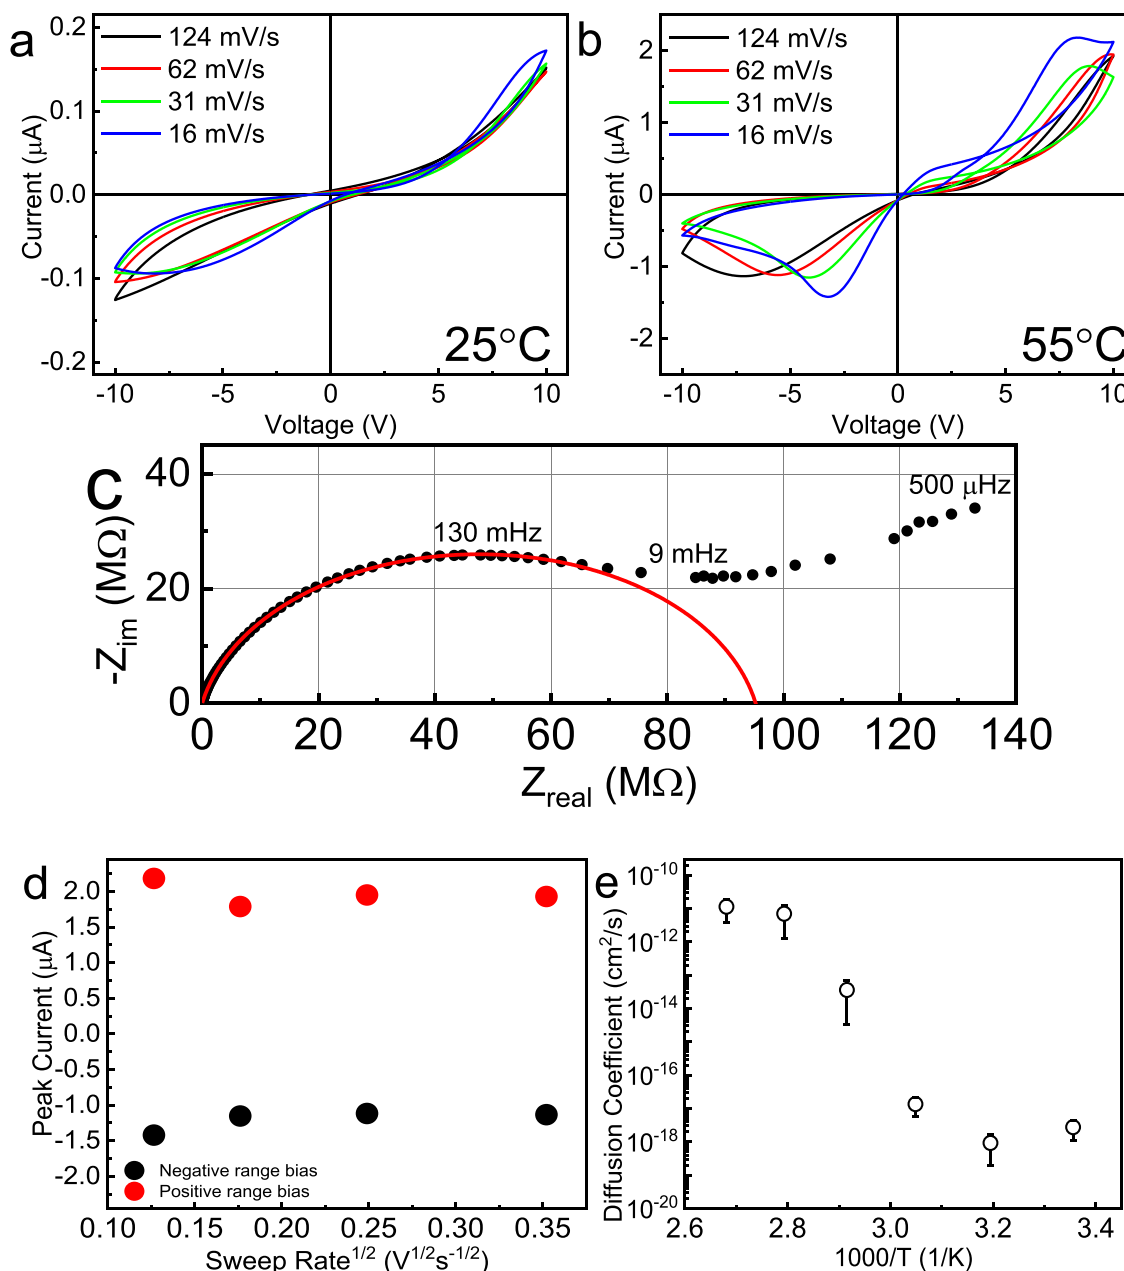 a
124 mV/s
62 mV/s
31 mV/s
16 mV/s
0.2
0.1
0.0
-0.1
-0.2
Current (μA)
25°C
-10
-5
0
5
10
Voltage (V)
b
124 mV/s
62 mV/s
31 mV/s
16 mV/s
2
1
0
-1
-2
Current (μA)
55°C
-10
-5
0
5
10
Voltage (V)
c
40
20
0
-Zim (MΩ)
130 mHz
9 mHz
500 μHz
0
20
40
60
80
100
120
140
Zreal (MΩ)
d
2.0
1.5
1.0
0.5
0.0
-0.5
-1.0
-1.5
-2.0
Peak Current (μA)
Negative range bias
Positive range bias
0.10
0.15
0.20
0.25
0.30
0.35
Sweep Rate^1/2 (V^1/2s^-1/2)
e
10^-10
10^-12
10^-14
10^-16
10^-18
10^-20
Diffusion Coefficient (cm²/s)
2.6
2.8
3.0
3.2
3.4
1000/T (1/K)